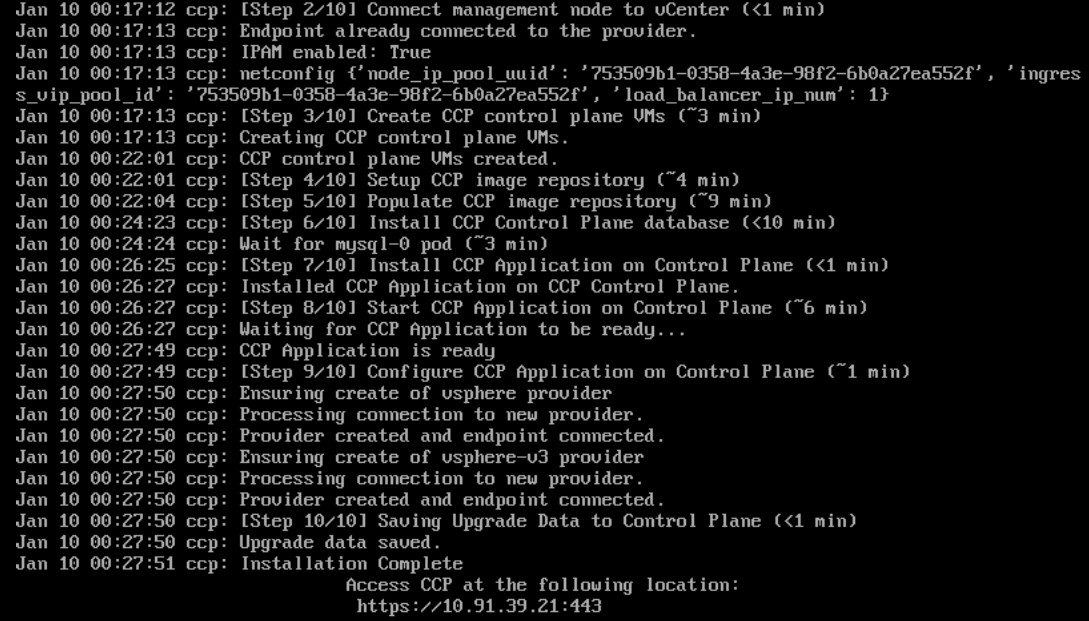 Jan 10 00:17:12 ccp: [Step 2/10] Connect management node to vCenter (<1 min)
Jan 10 00:17:13 ccp: Endpoint already connected to the provider.
Jan 10 00:17:13 ccp: IPAM enabled: True
Jan 10 00:17:13 ccp: netconfig {'node_ip_pool_uuid': '753509b1-0358-4a3e-98f2-6b0a27ea552f', 'ingres
s_vip_pool_id': '753509b1-0358-4a3e-98f2-6b0a27ea552f', 'load_balancer_ip_num': 1}
Jan 10 00:17:13 ccp: [Step 3/10] Create CCP control plane VMs (~3 min)
Jan 10 00:17:13 ccp: Creating CCP control plane VMs.
Jan 10 00:22:01 ccp: CCP control plane VMs created.
Jan 10 00:22:01 ccp: [Step 4/10] Setup CCP image repository (~4 min)
Jan 10 00:22:04 ccp: [Step 5/10] Populate CCP image repository (~9 min)
Jan 10 00:24:23 ccp: [Step 6/10] Install CCP Control Plane database (<10 min)
Jan 10 00:24:24 ccp: Wait for mysql-0 pod (~3 min)
Jan 10 00:26:25 ccp: [Step 7/10] Install CCP Application on Control Plane (<1 min)
Jan 10 00:26:27 ccp: Installed CCP Application on CCP Control Plane.
Jan 10 00:26:27 ccp: [Step 8/10] Start CCP Application on Control Plane (~6 min)
Jan 10 00:26:27 ccp: Waiting for CCP Application to be ready...
Jan 10 00:27:49 ccp: CCP Application is ready
Jan 10 00:27:49 ccp: [Step 9/10] Configure CCP Application on Control Plane (~1 min)
Jan 10 00:27:50 ccp: Ensuring create of vsphere provider
Jan 10 00:27:50 ccp: Processing connection to new provider.
Jan 10 00:27:50 ccp: Provider created and endpoint connected.
Jan 10 00:27:50 ccp: Ensuring create of vsphere-v3 provider
Jan 10 00:27:50 ccp: Processing connection to new provider.
Jan 10 00:27:50 ccp: Provider created and endpoint connected.
Jan 10 00:27:50 ccp: [Step 10/10] Saving Upgrade Data to Control Plane (<1 min)
Jan 10 00:27:50 ccp: Upgrade data saved.
Jan 10 00:27:51 ccp: Installation Complete
Access CCP at the following location:
https://10.91.39.21:443